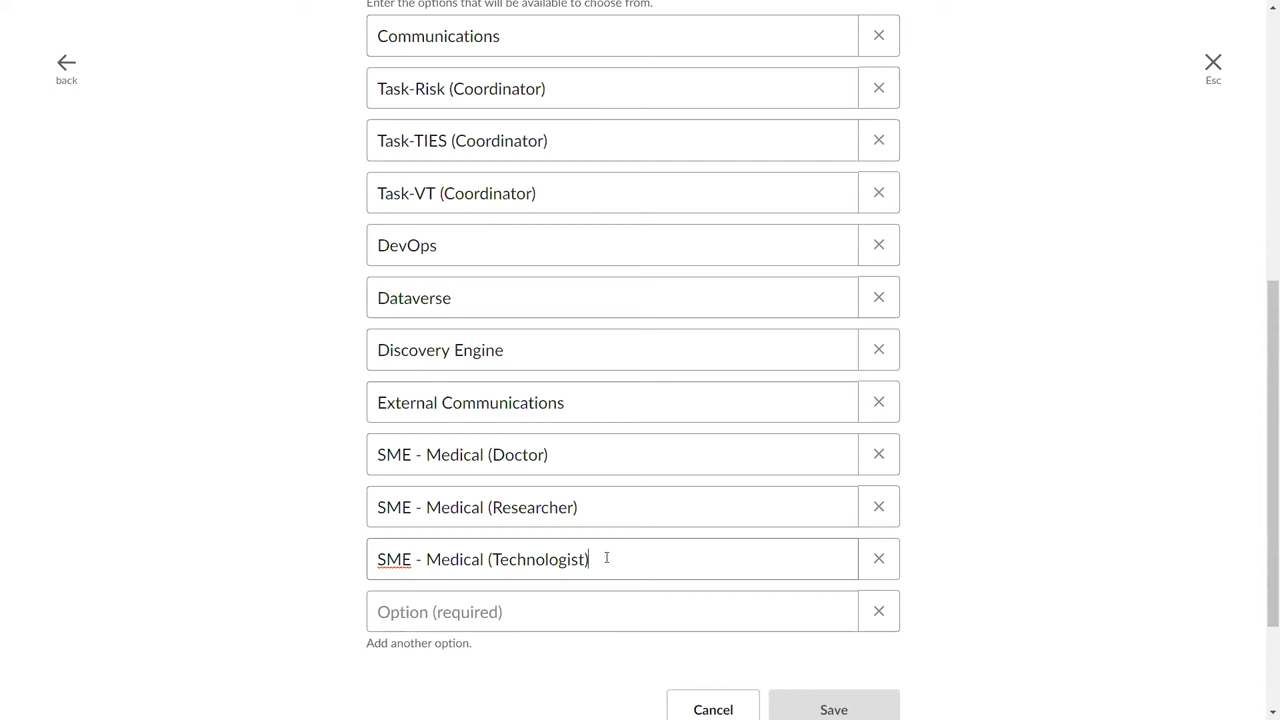 Enter the options that will be available to choose from.
Communications
back
Esc
Task-Risk (Coordinator)
Task-TIES (Coordinator)
Task-VT (Coordinator)
DevOps
Dataverse
Discovery Engine
External Communications
SME - Medical (Doctor)
SME - Medical (Researcher)
SME - Medical (Technologist)
Option (required)
Add another option.
Cancel
Save